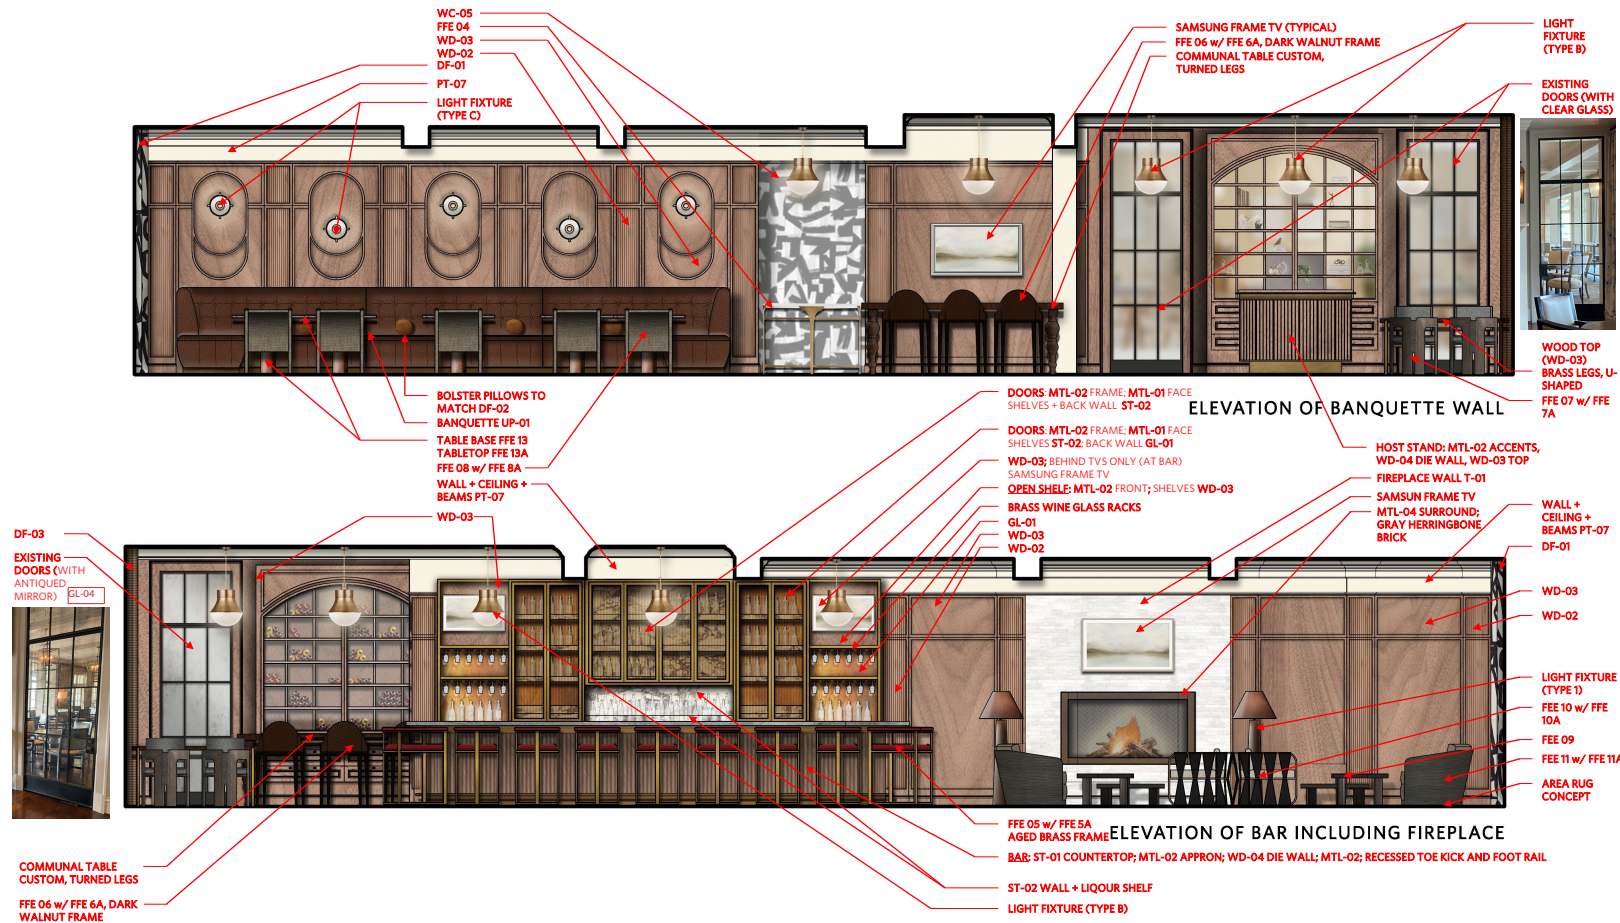 WC-05
FFE 04
WD-03
WD-02
DF-01
PT-07
LIGHT FIXTURE
(TYPE C)
SAMSUNG FRAME TV (TYPICAL)
FFE 06 w/ FFE 6A, DARK WALNUT FRAME
COMMUNAL TABLE CUSTOM,
TURNED LEGS
LIGHT
FIXTURE
(TYPE B)
EXISTING
DOORS (WITH
CLEAR GLASS)
WOOD TOP
(WD-03)
BRASS LEGS, U-
SHAPED
FFE 07 w/ FFE
7A
BOLSTER PILLOWS TO
MATCH DF-02
BANQUETTE UP-01
TABLE BASE FFE 13
TABLETOP FFE 13A
FFE 08 w/ FFE 8A
WALL + CEILING +
BEAMS PT-07
WD-03
DOORS: MTL-02 FRAME; MTL-01 FACE
SHELVES + BACK WALL ST-02
ELEVATION OF BANQUETTE WALL
DOORS: MTL-02 FRAME; MTL-01 FACE
SHELVES ST-02; BACK WALL GL-01
WD-03; BEHIND TVS ONLY (AT BAR)
SAMSUNG FRAME TV
OPEN SHELF: MTL-02 FRONT; SHELVES WD-03
BRASS WINE GLASS RACKS
GL-01
WD-03
WD-02
HOST STAND: MTL-02 ACCENTS,
WD-04 DIE WALL, WD-03 TOP
FIREPLACE WALL T-01
SAMSUN FRAME TV
MTL-04 SURROUND;
GRAY HERRINGBONE
BRICK
WALL +
CEILING +
BEAMS PT-07
DF-01
WD-03
WD-02
LIGHT FIXTURE
(TYPE 1)
FEE 10 w/ FFE
10A
FEE 09
FEE 11 w/ FFE 11A
AREA RUG
CONCEPT
DF-03
EXISTING
DOORS (WITH
ANTIQUED
MIRROR) GL-04
FFE 05 w/ FFE 5A
AGED BRASS FRAME
ELEVATION OF BAR INCLUDING FIREPLACE
BAR: ST-01 COUNTERTOP; MTL-02 APPRON; WD-04 DIE WALL; MTL-02; RECESSED TOE KICK AND FOOT RAIL
COMMUNAL TABLE
CUSTOM, TURNED LEGS
ST-02 WALL + LIQOUR SHELF
FFE 06 w/ FFE 6A, DARK
WALNUT FRAME
LIGHT FIXTURE (TYPE B)